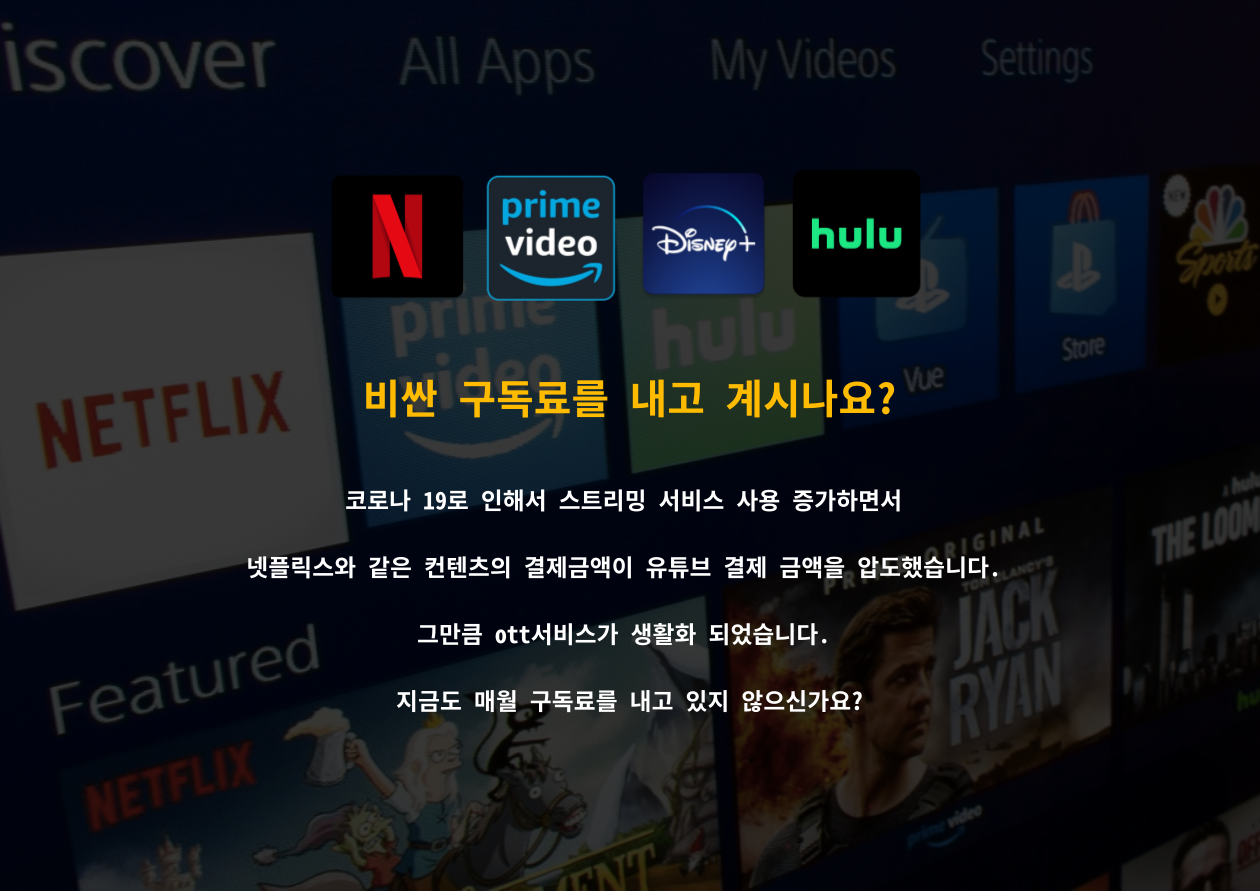 iscover All Apps My Videos Settings
prime video
Disney+
hulu
NEW
NETFLIX
prime video
hulu
Vue
Store
Sports
비싼 구독료를 내고 계시나요?
코로나 19로 인해서 스트리밍 서비스 사용 증가하면서
넷플릭스와 같은 컨텐츠의 결제금액이 유튜브 결제 금액을 압도했습니다.
그만큼 ott서비스가 생활화 되었습니다.
지금도 매월 구독료를 내고 있지 않으신가요?
Featured
NETFLIX
PRIME ORIGINAL
TOM CLANCY'S
JACK
RYAN
prime video
a hulu
THE LOOM